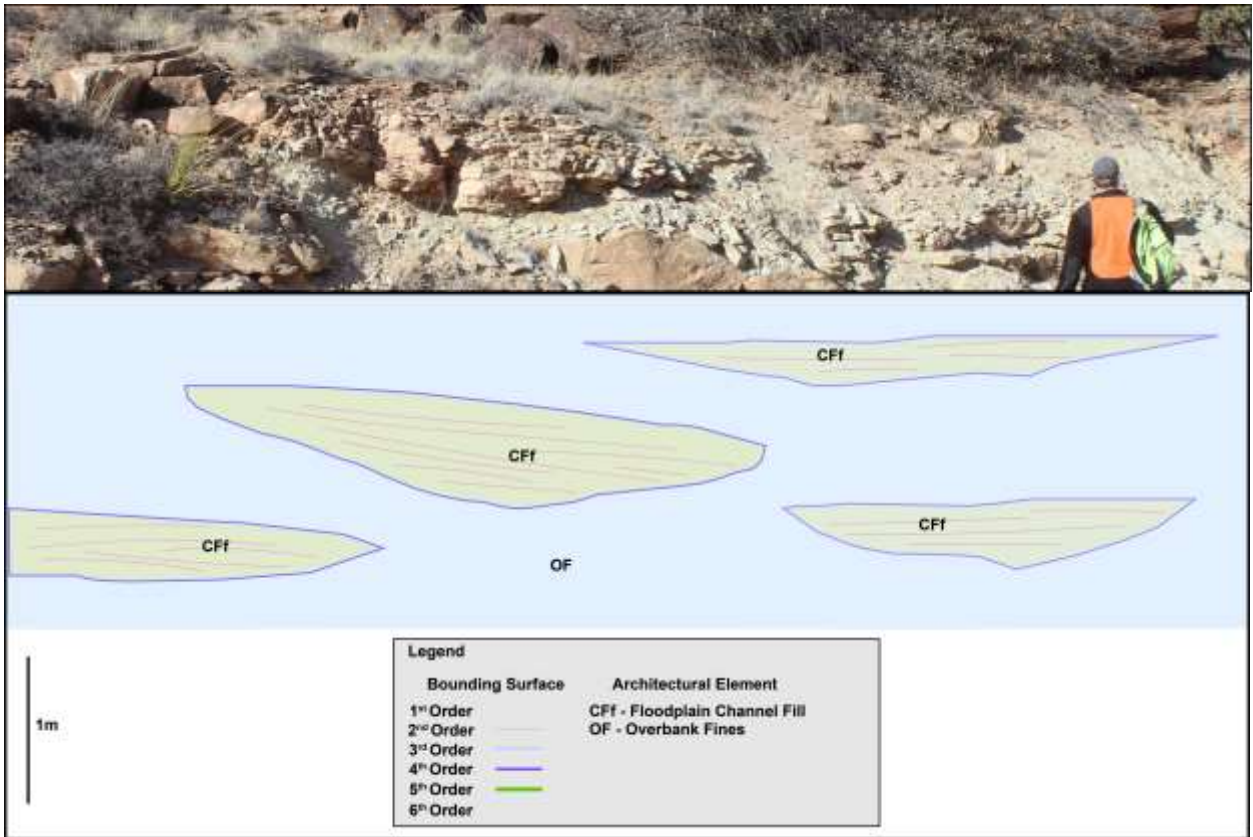 CFf
CFf
CFf
CFf
OF
1m
Legend
Bounding Surface Architectural Element
1st Order CFf - Floodplain Channel Fill
2nd Order OF - Overbank Fines
3rd Order
4th Order
5th Order
6th Order